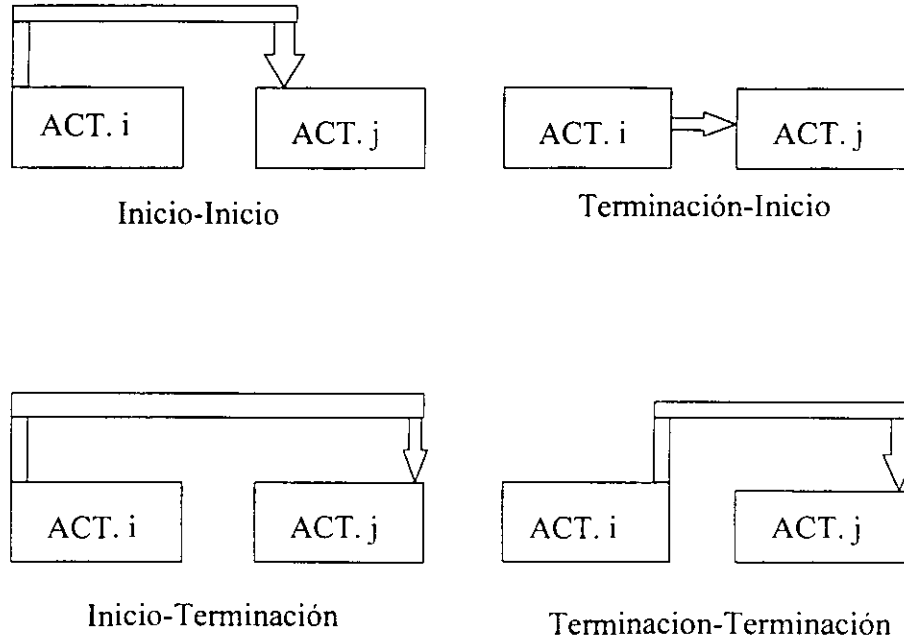 ACT. i
ACT. j
Inicio-Inicio
ACT. i
ACT. j
Terminación-Inicio
ACT. i
ACT. j
Inicio-Terminación
ACT. i
ACT. j
Terminacion-Terminación